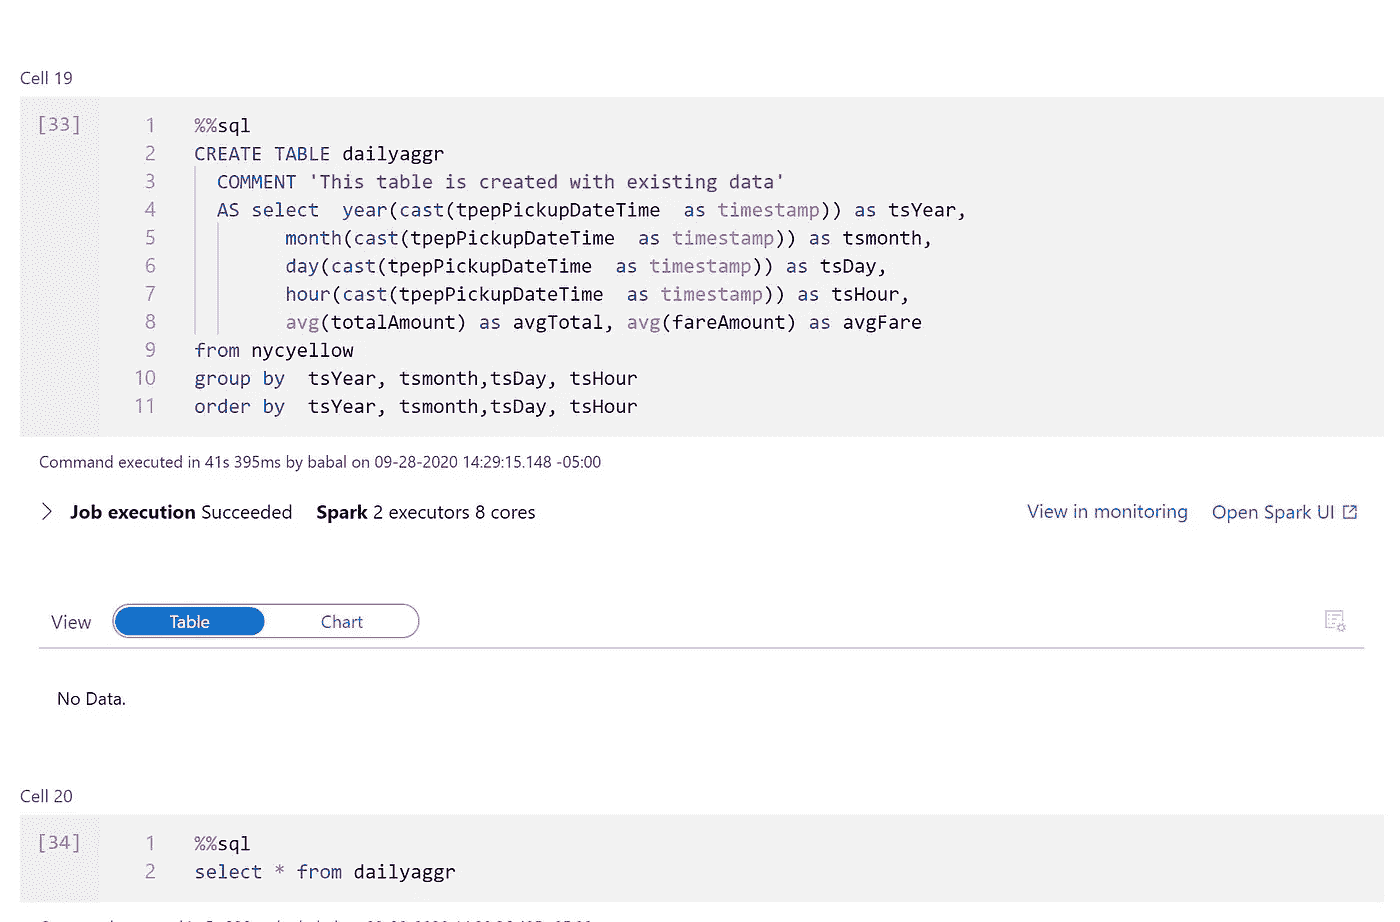 Cell 19
[33]
1 %%sql
2 CREATE TABLE dailyaggr
3 COMMENT 'This table is created with existing data'
4 AS select  year(cast(tpepPickupDateTime  as timestamp)) as tsYear,
5 month(cast(tpepPickupDateTime  as timestamp)) as tsmonth,
6 day(cast(tpepPickupDateTime  as timestamp)) as tsDay,
7 hour(cast(tpepPickupDateTime  as timestamp)) as tsHour,
8 avg(totalAmount) as avgTotal, avg(fareAmount) as avgFare
9 from nycyellow
10 group by  tsYear, tsmonth,tsDay, tsHour
11 order by  tsYear, tsmonth,tsDay, tsHour
Command executed in 41s 395ms by babal on 09-28-2020 14:29:15.148 -05:00
Job execution Succeeded Spark 2 executors 8 cores View in monitoring Open Spark UI
View Table Chart
No Data.
Cell 20
[34]
1 %%sql
2 select * from dailyaggr